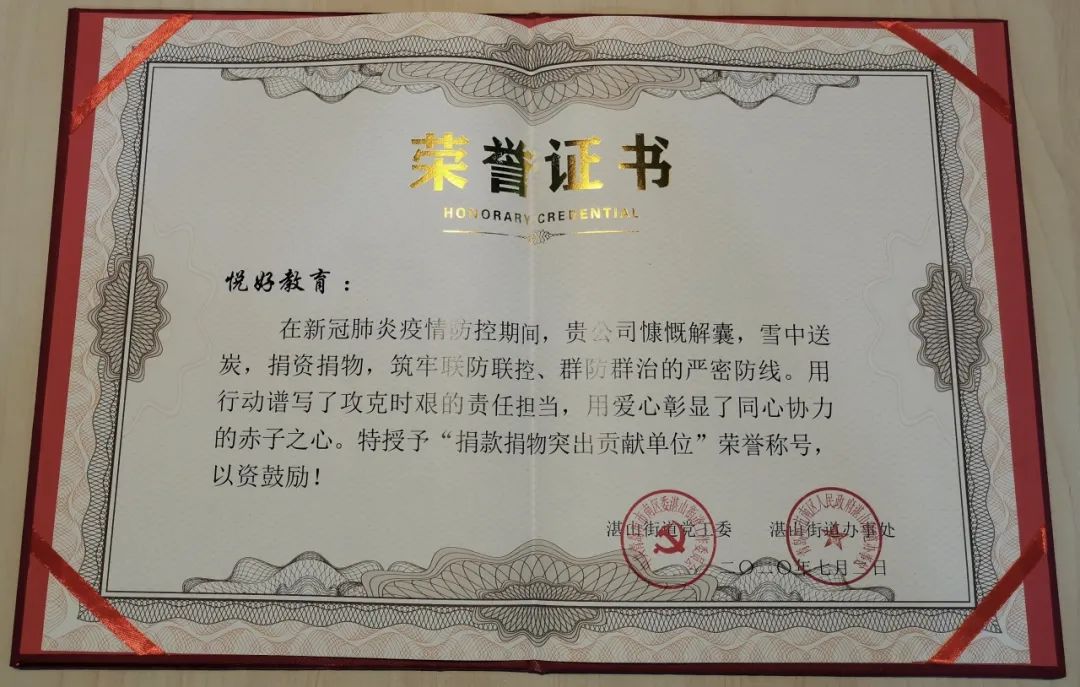 荣誉证书
HONORARY CREDENTIAL
悦好教育：
在新冠肺炎疫情防控期间，贵公司慷慨解囊，雪中送
炭，捐资捐物，筑牢联防联控、群防群治的严密防线。用
行动谱写了攻克时艰的责任担当，用爱心彰显了同心协力
的赤子之心。特授予“捐款捐物突出贡献单位”荣誉称号，
以资鼓励！
湛山街道党工委 湛山街道办事处
二〇二〇年七月 日